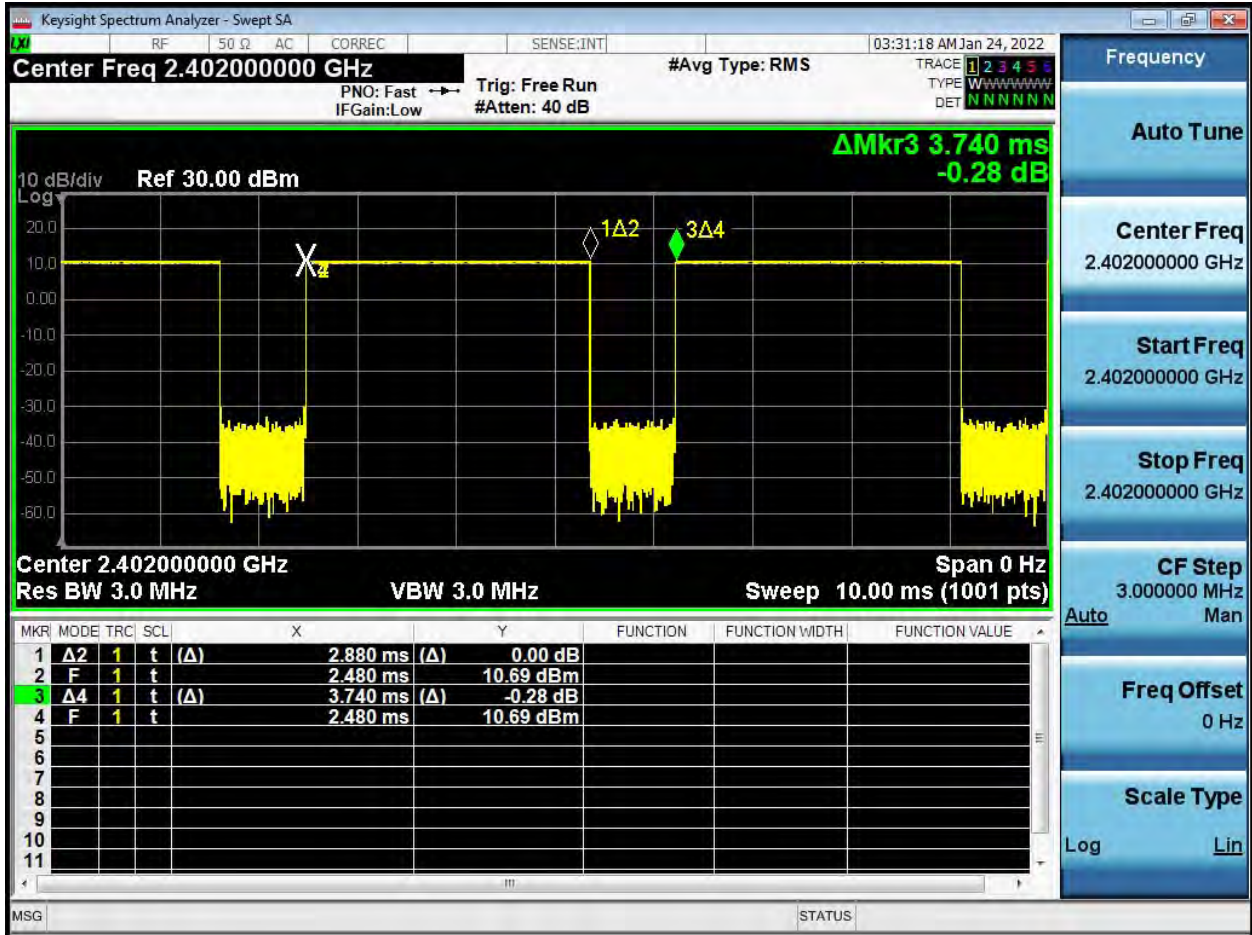 Keysight Spectrum Analyzer - Swept SA
LXI RF 50 Ω AC CORREC SENSE:INT 03:31:18 AM Jan 24, 2022
Center Freq 2.402000000 GHz #Avg Type: RMS TRACE 1 2 3 4 5 6
PNO: Fast Trig: Free Run TYPE WWWWWW
IFGain:Low #Atten: 40 dB DET N N N N N N
ΔMkr3 3.740 ms
-0.28 dB
10 dB/div Ref 30.00 dBm
Log
20.0
10.0
0.00
-10.0
-20.0
-30.0
-40.0
-50.0
-60.0
1Δ2 3Δ4
Center 2.402000000 GHz Span 0 Hz
Res BW 3.0 MHz VBW 3.0 MHz Sweep 10.00 ms (1001 pts)
MKR MODE TRC SCL X Y FUNCTION FUNCTION WIDTH FUNCTION VALUE
1 Δ2 1 t (Δ) 2.880 ms (Δ) 0.00 dB
2 F 1 t 2.480 ms 10.69 dBm
3 Δ4 1 t (Δ) 3.740 ms (Δ) -0.28 dB
4 F 1 t 2.480 ms 10.69 dBm
5
6
7
8
9
10
11
MSG STATUS
Frequency
Auto Tune
Center Freq
2.402000000 GHz
Start Freq
2.402000000 GHz
Stop Freq
2.402000000 GHz
CF Step
3.000000 MHz
Auto Man
Freq Offset
0 Hz
Scale Type
Log Lin